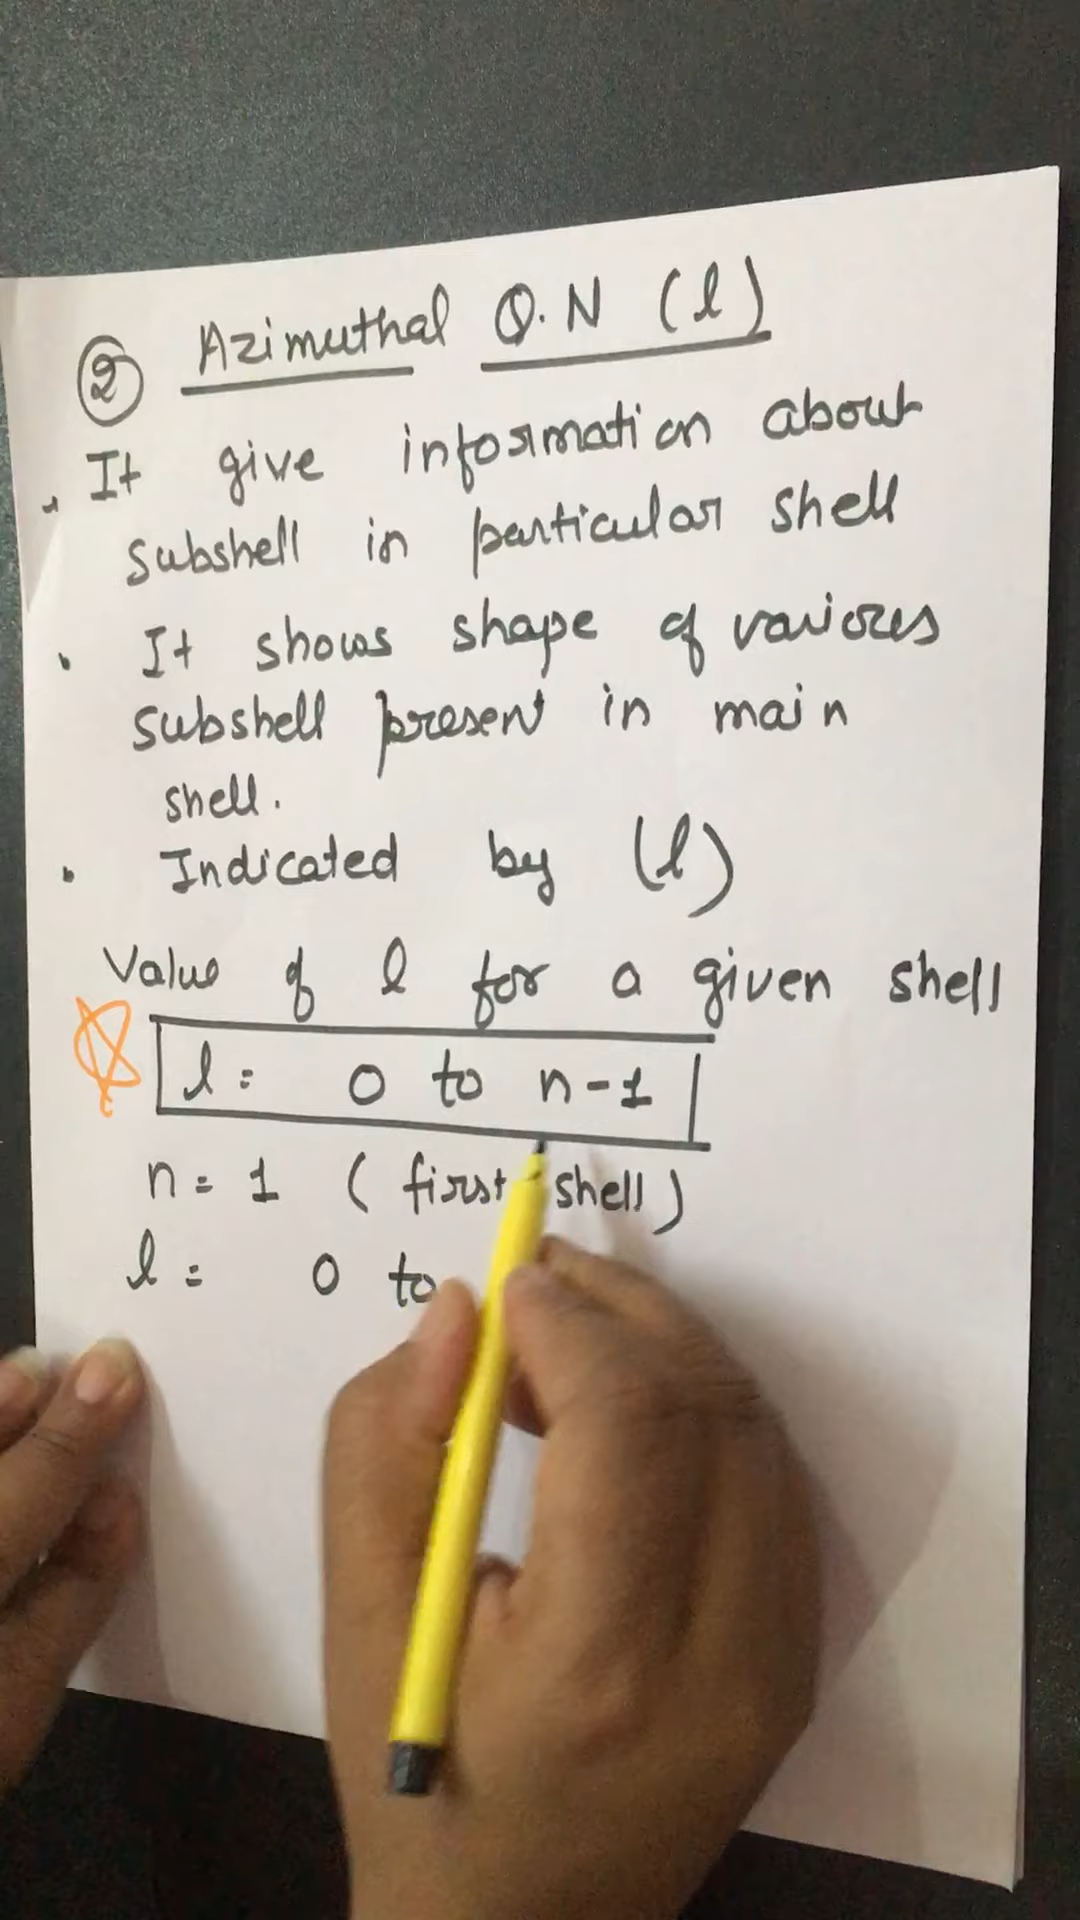 ② Azimuthal Q.N (l)
. It give information about
subshell in particular shell
. It shows shape of various
subshell present in main
shell.
. Indicated by (l)
Value of l for a given shell
l = 0 to n-1
n = 1 (first shell)
l = 0 to